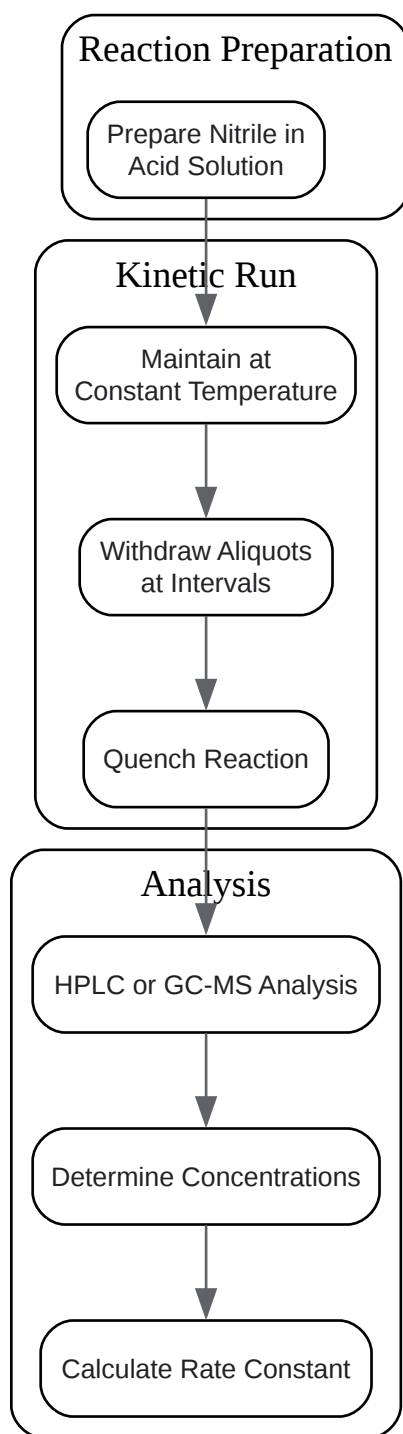 Reaction Preparation
Prepare Nitrile in
Acid Solution
Kinetic Run
Maintain at
Constant Temperature
Withdraw Aliquots
at Intervals
Quench Reaction
Analysis
HPLC or GC-MS Analysis
Determine Concentrations
Calculate Rate Constant